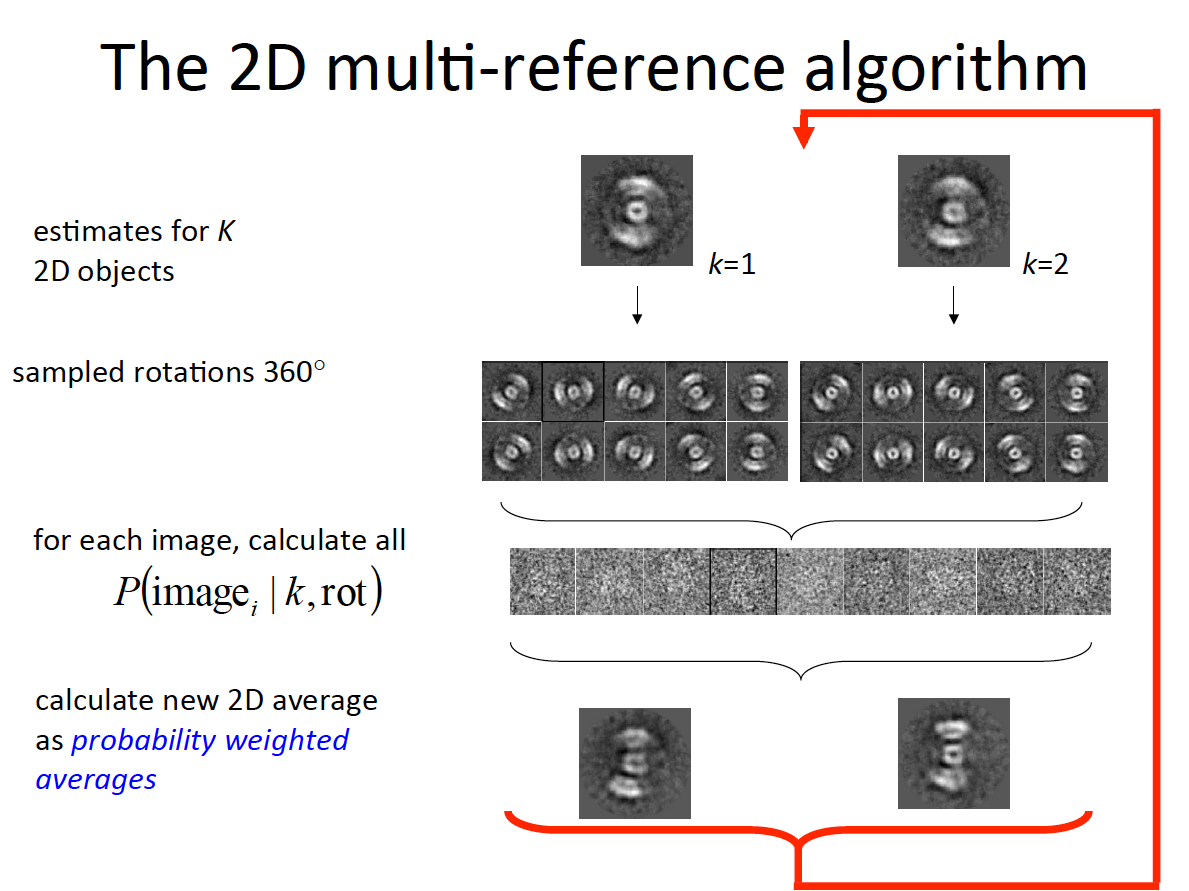 The 2D multi-reference algorithm
estimates for K
2D objects
k=1
k=2
sampled rotations 360°
for each image, calculate all
P(imageᵢ | k, rot)
calculate new 2D average
as probability weighted
averages